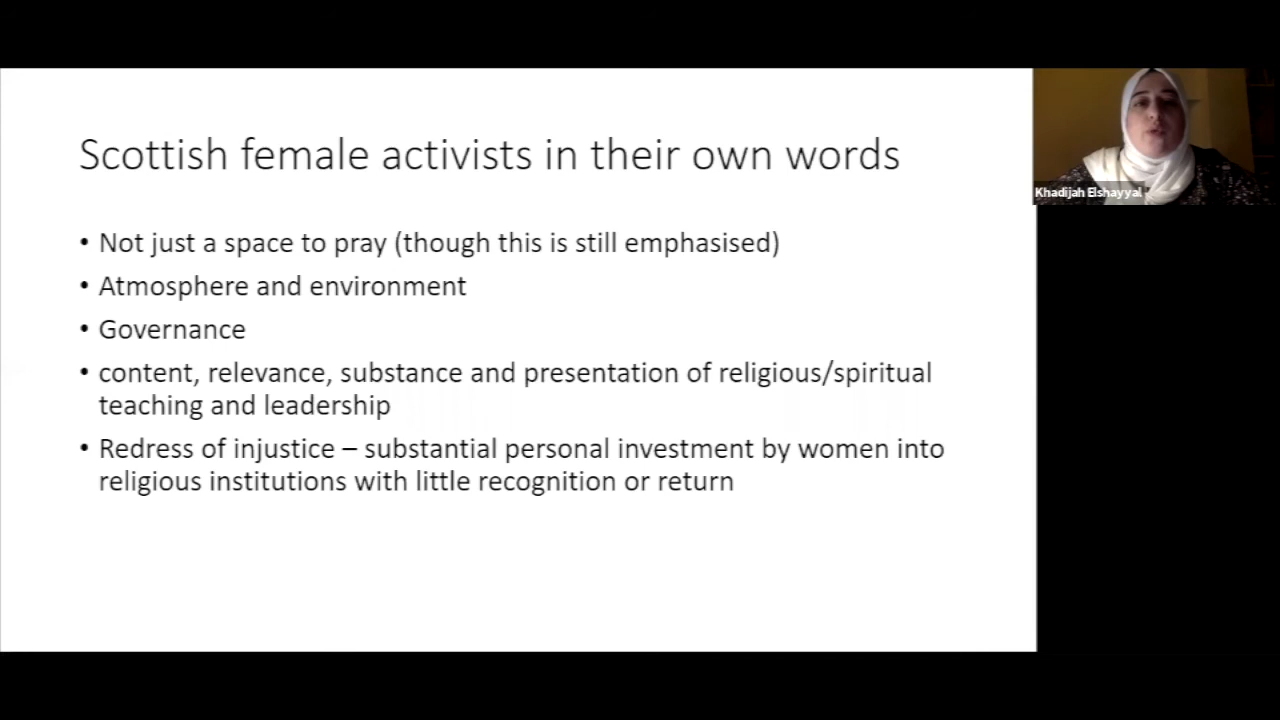 Scottish female activists in their own words
• Not just a space to pray (though this is still emphasised)
• Atmosphere and environment
• Governance
• content, relevance, substance and presentation of religious/spiritual
teaching and leadership
• Redress of injustice – substantial personal investment by women into
religious institutions with little recognition or return
Khadijah Elshayyal